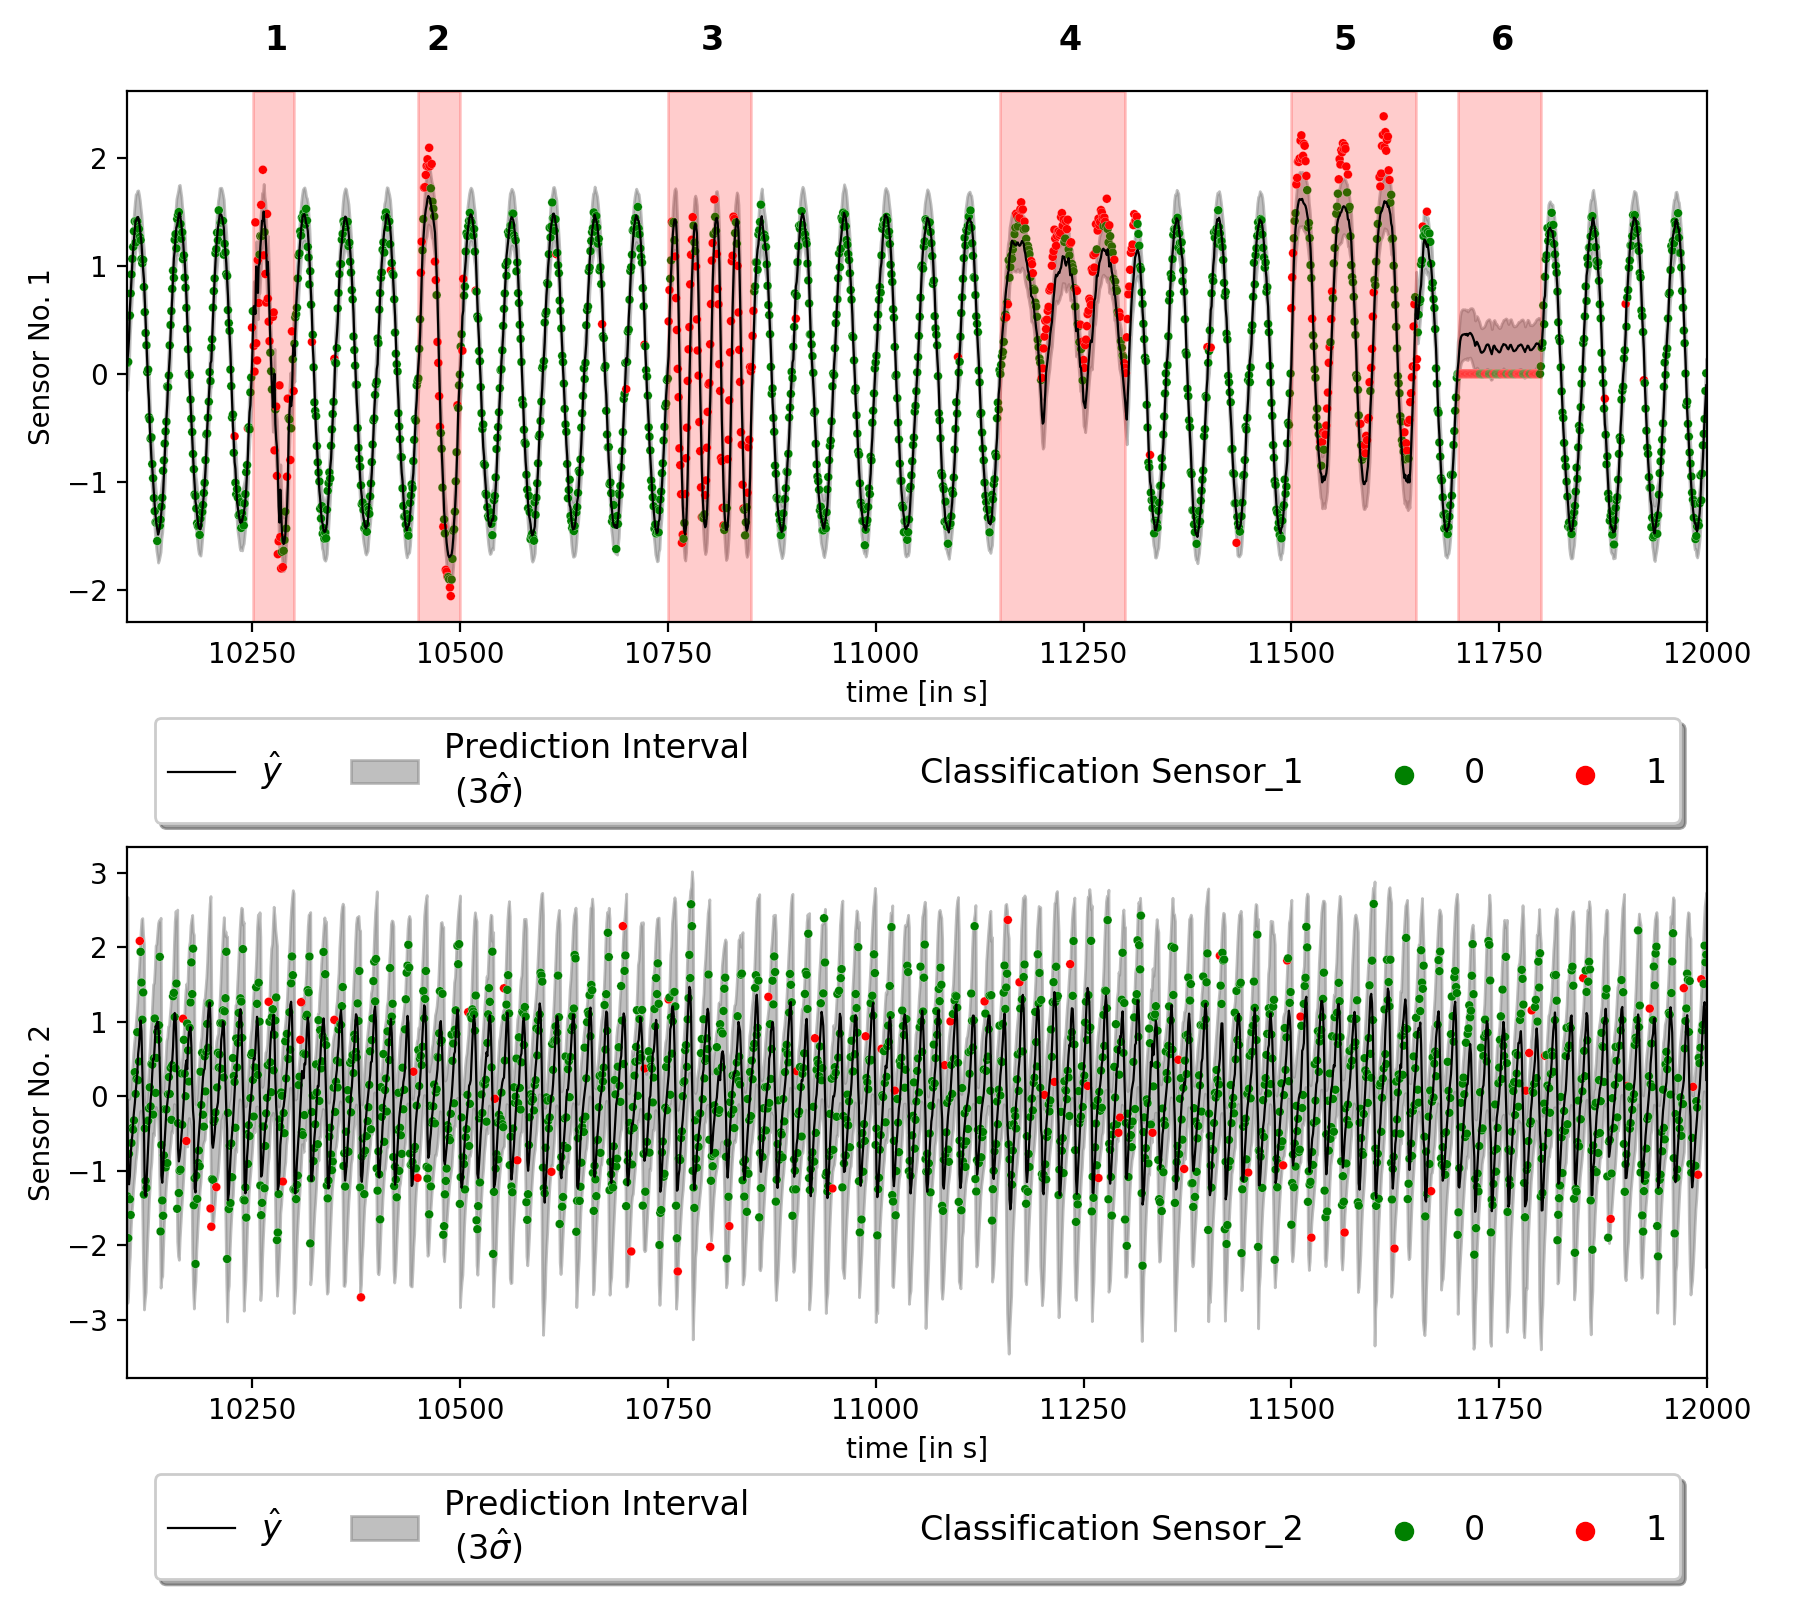 1 2 3 4 5 6
2
1
0
−1
−2
Sensor No. 1
10250 10500 10750 11000 11250 11500 11750 12000
time [in s]
ŷ Prediction Interval (3σ̂) Classification Sensor_1 0 1
3
2
1
0
−1
−2
−3
Sensor No. 2
10250 10500 10750 11000 11250 11500 11750 12000
time [in s]
ŷ Prediction Interval (3σ̂) Classification Sensor_2 0 1